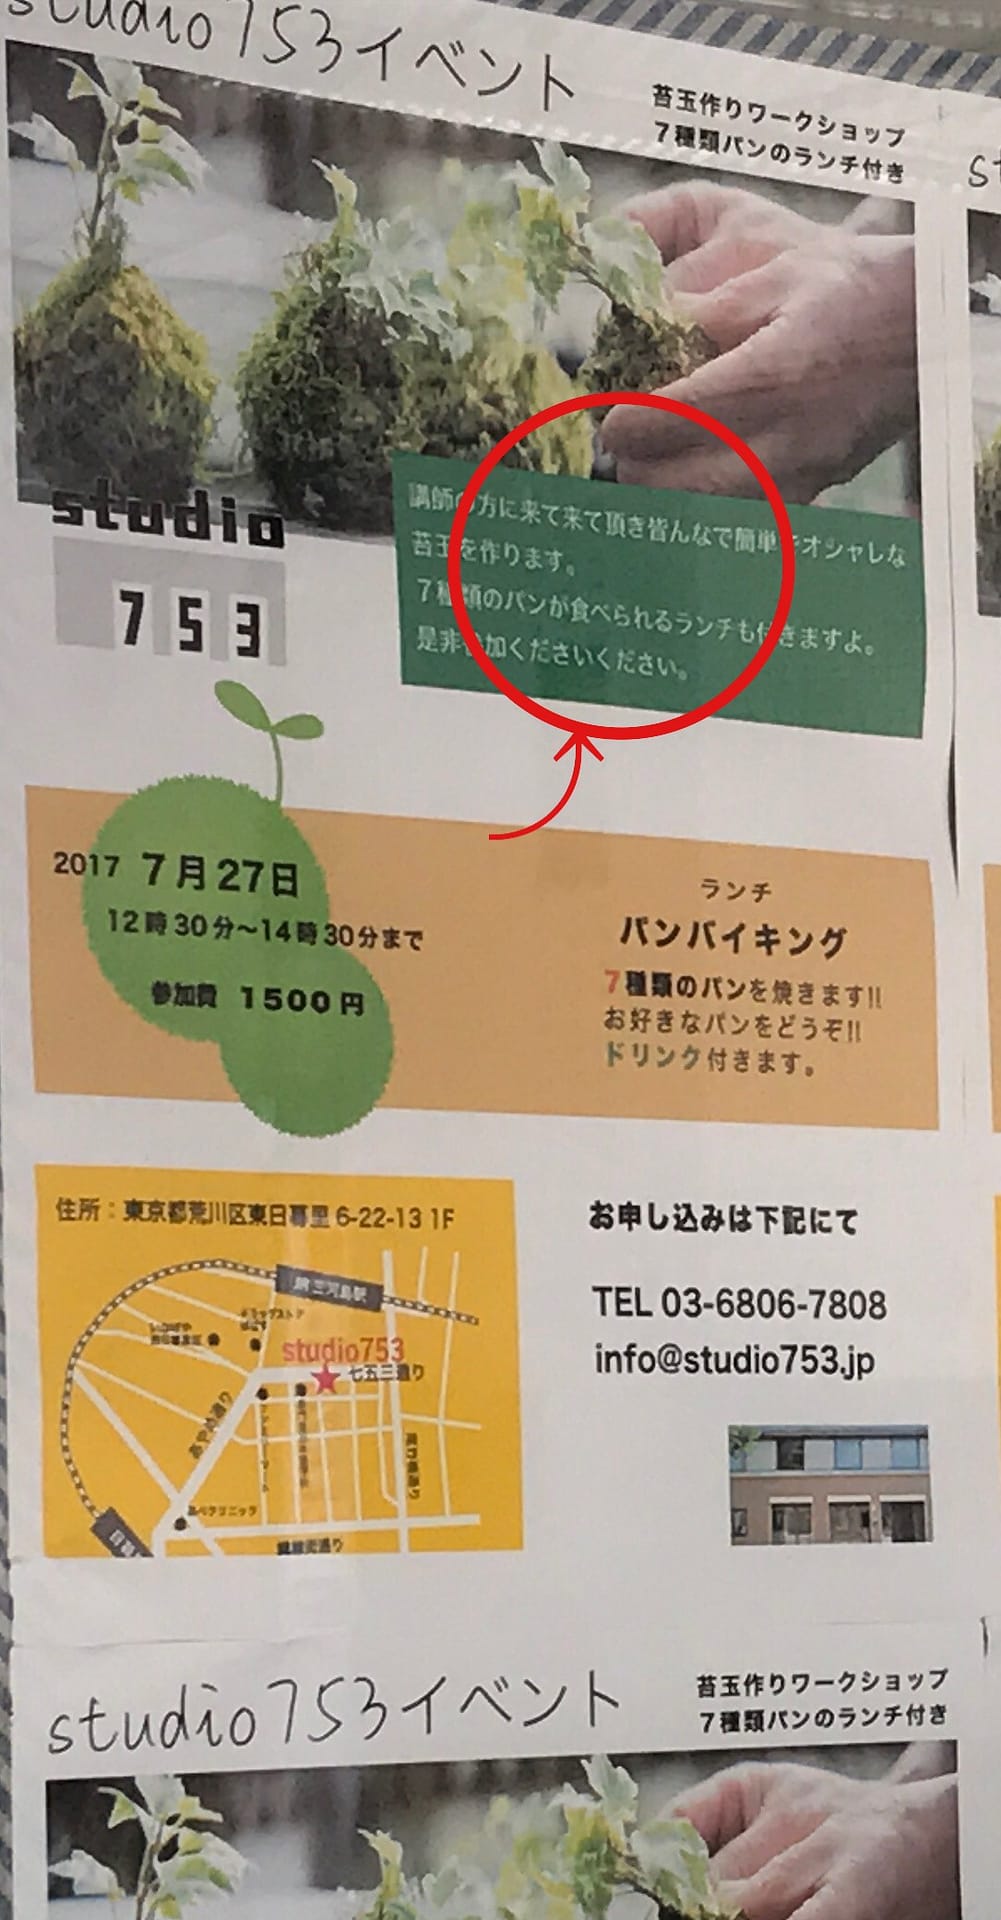 studio753イベント
苔玉作りワークショップ
7種類パンのランチ付き
studio
753
講師の方に来て来て頂き皆んなで簡単でオシャレな
苔玉を作ります。
7種類のパンが食べられるランチも付きますよ。
是非参加くださいください。
2017 7月27日
12時30分〜14時30分まで
参加費 1500円
ランチ
パンバイキング
7種類のパンを焼きます!!
お好きなパンをどうぞ!!
ドリンク付きます。
住所：東京都荒川区東日暮里 6-22-13 1F
JR三河島駅
studio753
七五三通り
お申し込みは下記にて
TEL 03-6806-7808
info@studio753.jp
studio753イベント
苔玉作りワークショップ
7種類パンのランチ付き